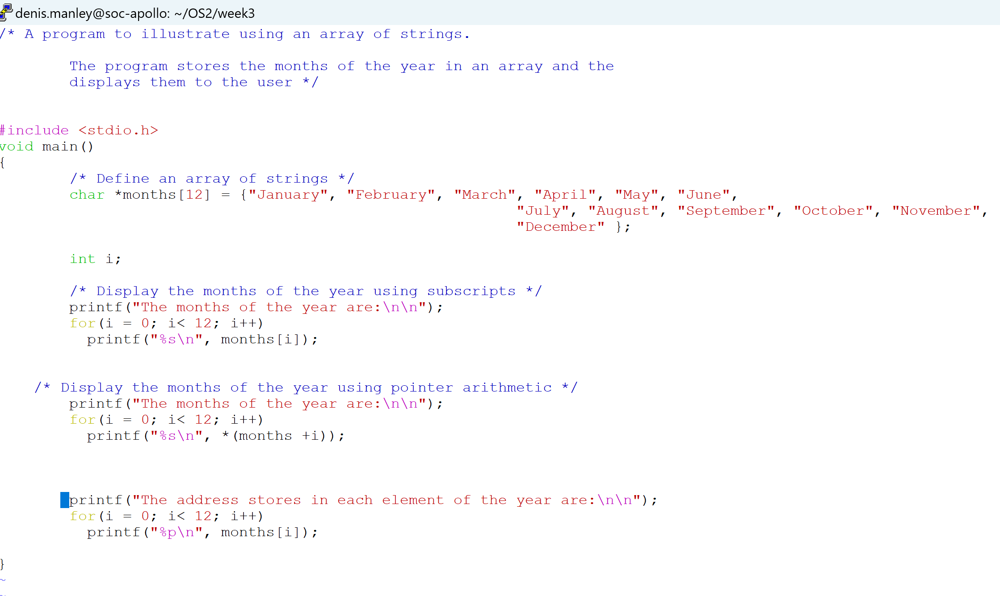 denis.manley@soc-apollo: ~/OS2/week3
/* A program to illustrate using an array of strings.
The program stores the months of the year in an array and the
displays them to the user */
#include <stdio.h>
void main()
{
/* Define an array of strings */
char *months[12] = {"January", "February", "March", "April", "May", "June",
"July", "August", "September", "October", "November",
"December" };
int i;
/* Display the months of the year using subscripts */
printf("The months of the year are:\n\n");
for(i = 0; i< 12; i++)
printf("%s\n", months[i]);
/* Display the months of the year using pointer arithmetic */
printf("The months of the year are:\n\n");
for(i = 0; i< 12; i++)
printf("%s\n", *(months +i));
printf("The address stores in each element of the year are:\n\n");
for(i = 0; i< 12; i++)
printf("%p\n", months[i]);
}
~
~